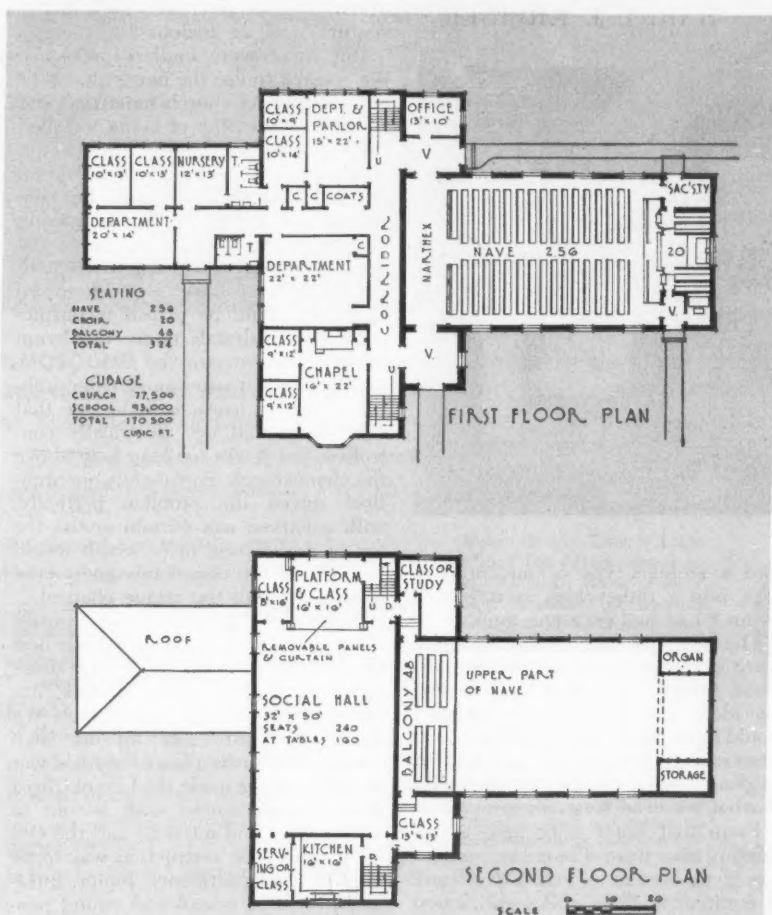 OFFICE
13' x 10'
CLASS
10' x 9'
DEPT. &
PARLOR
15' x 22'
CLASS
10' x 14'
U
V
CLASS
10' x 13'
CLASS
10' x 13'
NURSERY
12' x 13'
T.
C
C
COATS
SAC'STY
DEPARTMENT
20' x 14'
T
C
DEPARTMENT
22' x 22'
CORRIDOR
NARTHEX
NAVE 256
20
SEATING
NAVE 256
CHOIR 20
BALCONY 48
TOTAL 324
CLASS
9' x 12'
CHAPEL
16' x 22'
U
V.
V.
CLASS
9' x 12'
CUBAGE
CHURCH 77,500
SCHOOL 93,000
TOTAL 170 500
CUBIC FT.
FIRST FLOOR PLAN
CLASS
8' x 16'
PLATFORM
& CLASS
16' x 16'
U D.
CLASS OR
STUDY
ROOF
REMOVABLE PANELS
& CURTAIN
SOCIAL HALL
32' x 50'
SEATS 240
AT TABLES 160
BALCONY 48
UPPER PART
OF NAVE
ORGAN
STORAGE
SERV-
ING OR
CLASS
KITCHEN
D.
CLASS
13' x 13'
SECOND FLOOR PLAN
SCALE
0 10 20